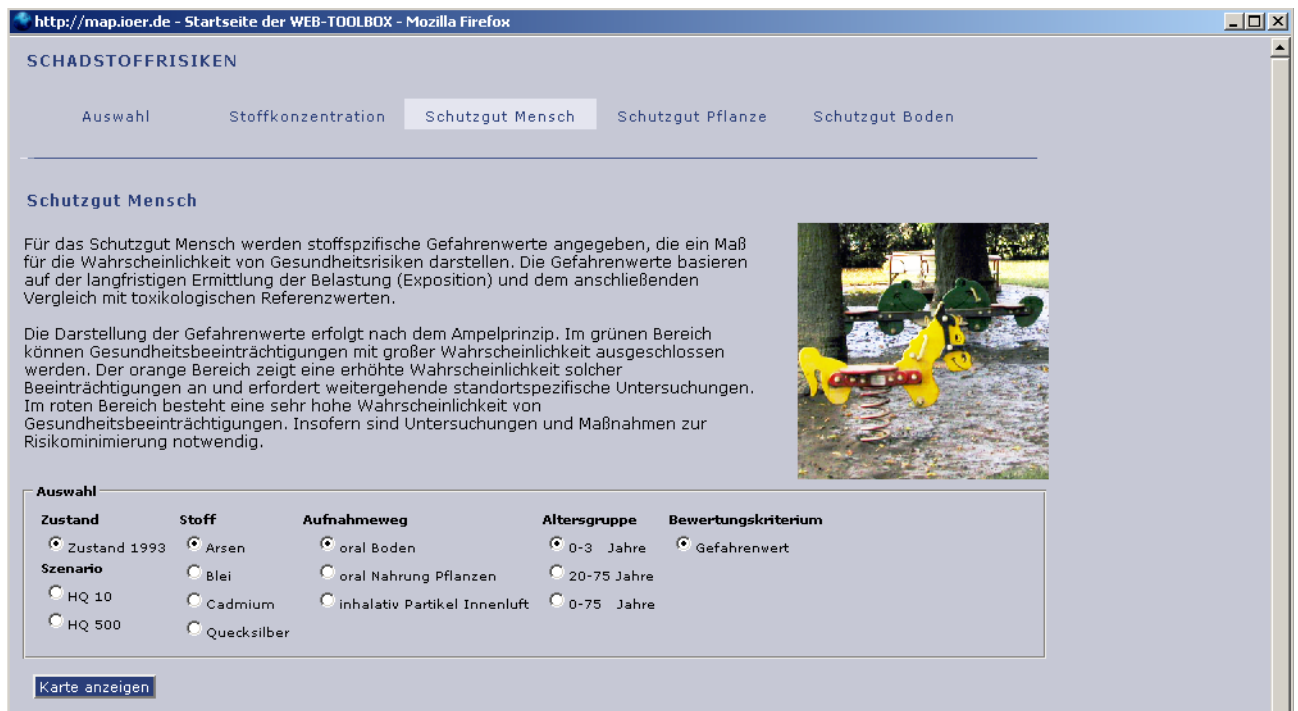 http://map.ioer.de - Startseite der WEB-TOOLBOX - Mozilla Firefox
SCHADSTOFFRISIKEN
Auswahl Stoffkonzentration Schutzgut Mensch Schutzgut Pflanze Schutzgut Boden
Schutzgut Mensch
Für das Schutzgut Mensch werden stoffspzifische Gefahrenwerte angegeben, die ein Maß
für die Wahrscheinlichkeit von Gesundheitsrisiken darstellen. Die Gefahrenwerte basieren
auf der langfristigen Ermittlung der Belastung (Exposition) und dem anschließenden
Vergleich mit toxikologischen Referenzwerten.
Die Darstellung der Gefahrenwerte erfolgt nach dem Ampelprinzip. Im grünen Bereich
können Gesundheitsbeeinträchtigungen mit großer Wahrscheinlichkeit ausgeschlossen
werden. Der orange Bereich zeigt eine erhöhte Wahrscheinlichkeit solcher
Beeinträchtigungen an und erfordert weitergehende standortspezifische Untersuchungen.
Im roten Bereich besteht eine sehr hohe Wahrscheinlichkeit von
Gesundheitsbeeinträchtigungen. Insofern sind Untersuchungen und Maßnahmen zur
Risikominimierung notwendig.
Auswahl
Zustand Stoff Aufnahmeweg Altersgruppe Bewertungskriterium
Zustand 1993 Arsen oral Boden 0-3 Jahre Gefahrenwert
Szenario
Blei oral Nahrung Pflanzen 20-75 Jahre
HQ 10
Cadmium inhalativ Partikel Innenluft 0-75 Jahre
HQ 500
Quecksilber
Karte anzeigen